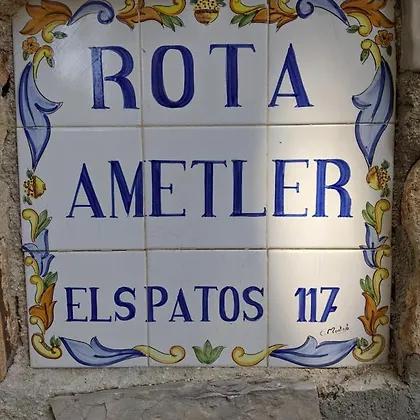 ROTA
AMETLER
ELS PATOS 117